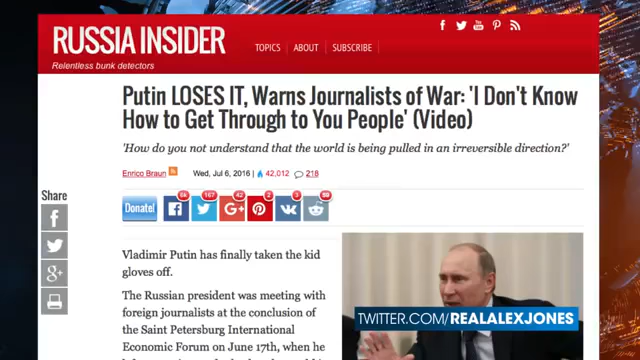 RUSSIA INSIDER
Relentless bunk detectors
TOPICS ABOUT SUBSCRIBE
Putin LOSES IT, Warns Journalists of War: 'I Don't Know
How to Get Through to You People' (Video)
'How do you not understand that the world is being pulled in an irreversible direction?'
Enrico Braun Wed, Jul 6, 2016 | 42,012 218
Share
Donate!
6k 167 42 2 3 59
Vladimir Putin has finally taken the kid
gloves off.
The Russian president was meeting with
foreign journalists at the conclusion of
the Saint Petersburg International
Economic Forum on June 17th, when he
TWITTER.COM/REALALEXJONES